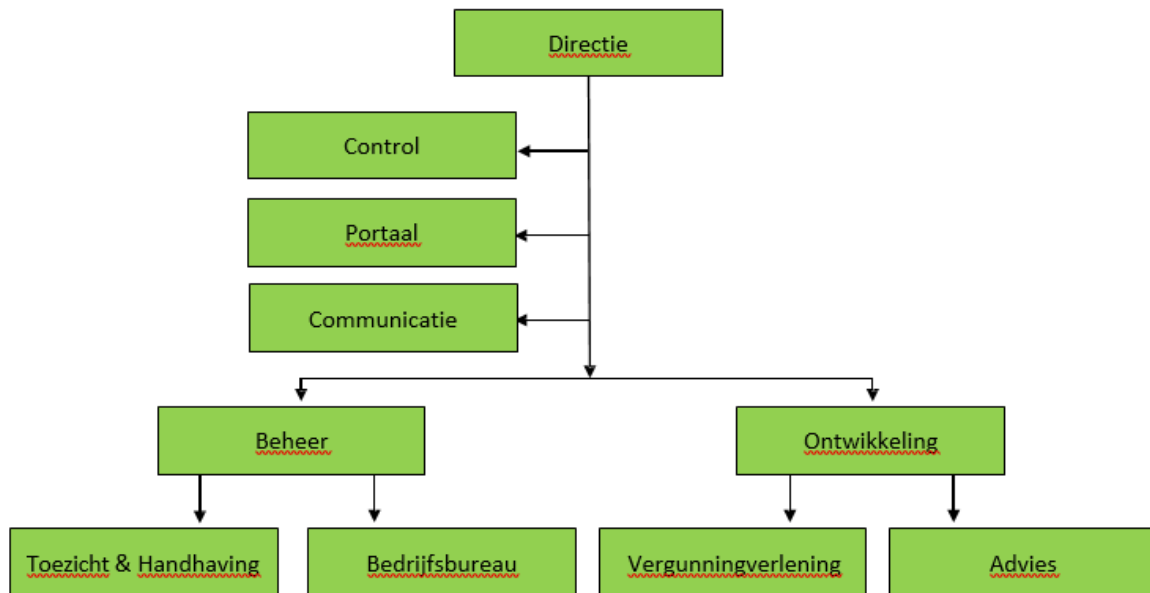 Directie
Control
Portaal
Communicatie
Beheer
Ontwikkeling
Toezicht & Handhaving
Bedrijfsbureau
Vergunningverlening
Advies